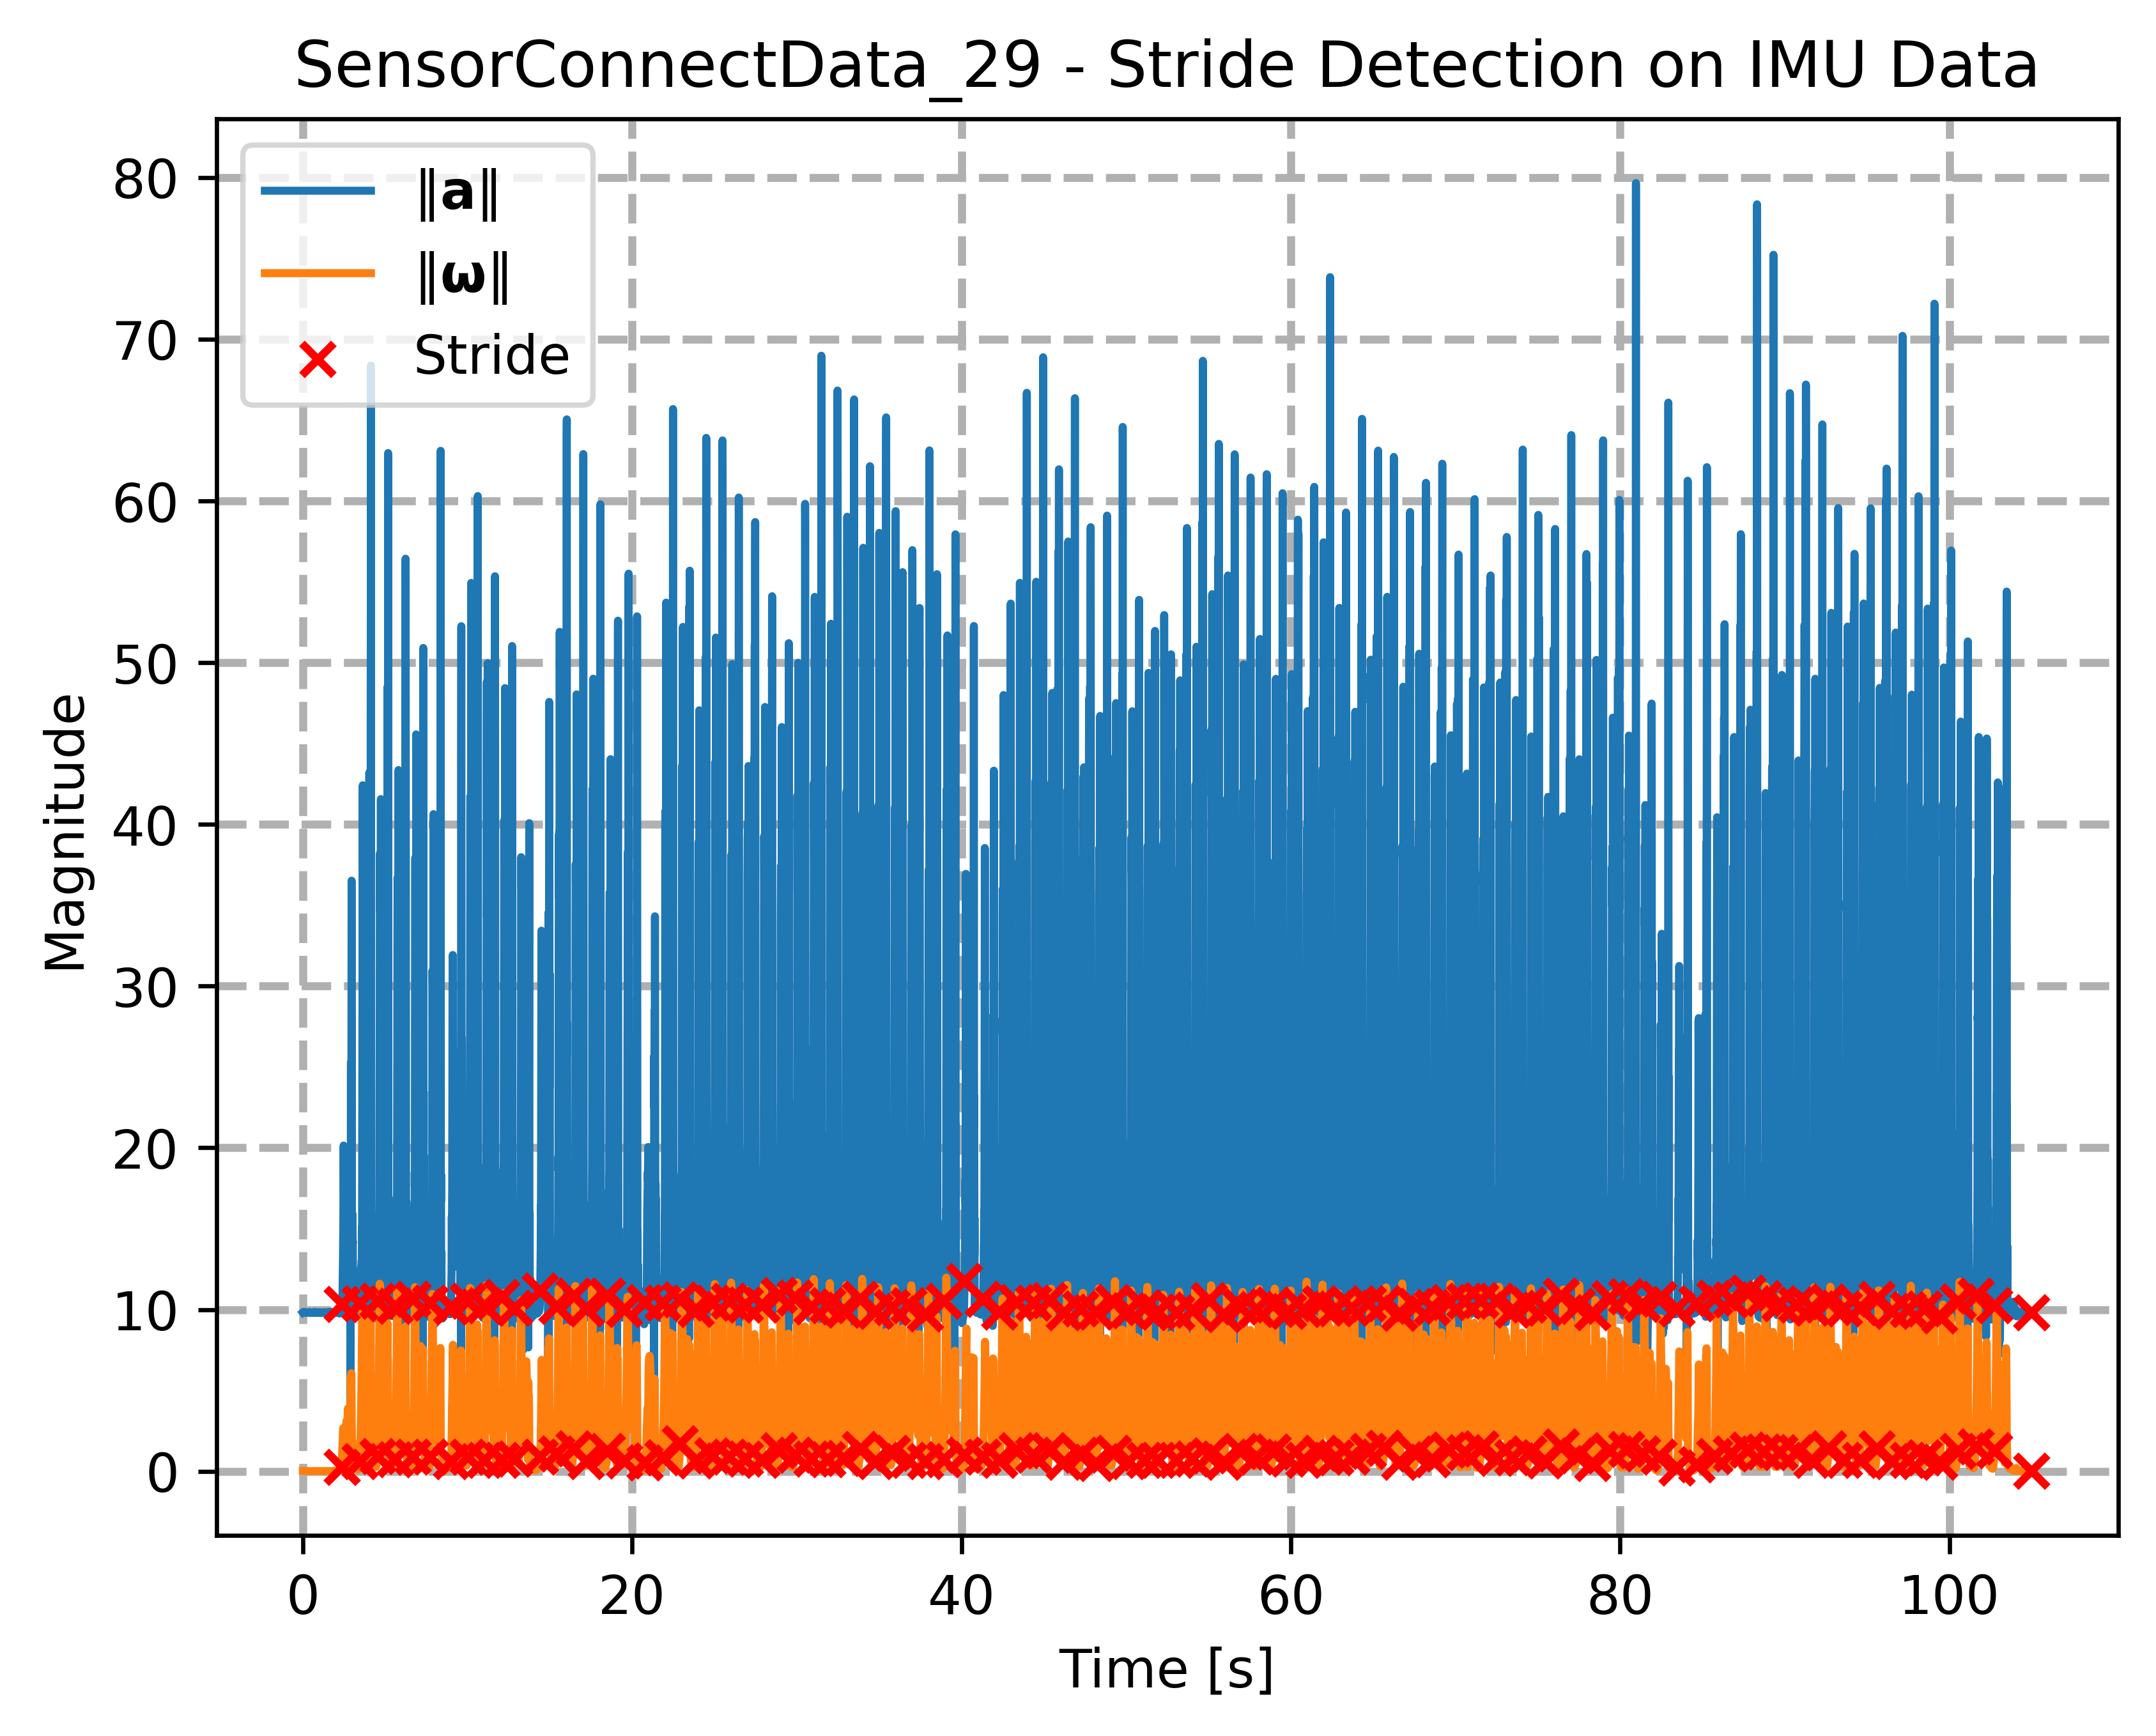 SensorConnectData_29 - Stride Detection on IMU Data
‖a‖
‖ω‖
Stride
80
70
60
50
40
30
20
10
0
Magnitude
0 20 40 60 80 100
Time [s]